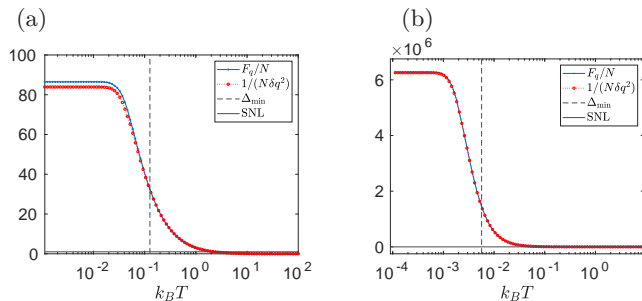 (a)
100
80
60
40
20
0
10^{-2} 10^{-1} 10^{0} 10^{1} 10^{2}
k_BT
F_q/N
1/(Nδq^2)
Δ_min
SNL
(b)
×10^6
6
4
2
0
10^{-4} 10^{-3} 10^{-2} 10^{-1} 10^{0}
k_BT
F_q/N
1/(Nδq^2)
Δ_min
SNL